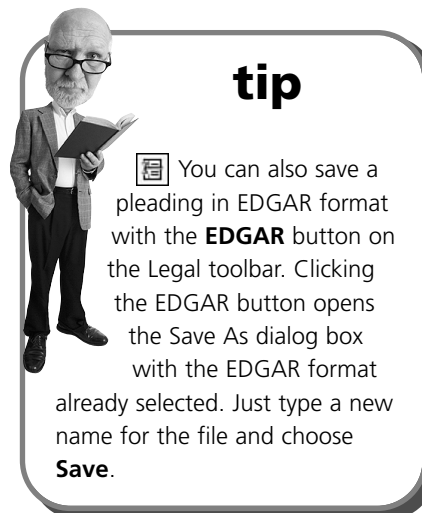 tip
You can also save a
pleading in EDGAR format
with the EDGAR button on
the Legal toolbar. Clicking
the EDGAR button opens
the Save As dialog box
with the EDGAR format
already selected. Just type a new
name for the file and choose
Save.